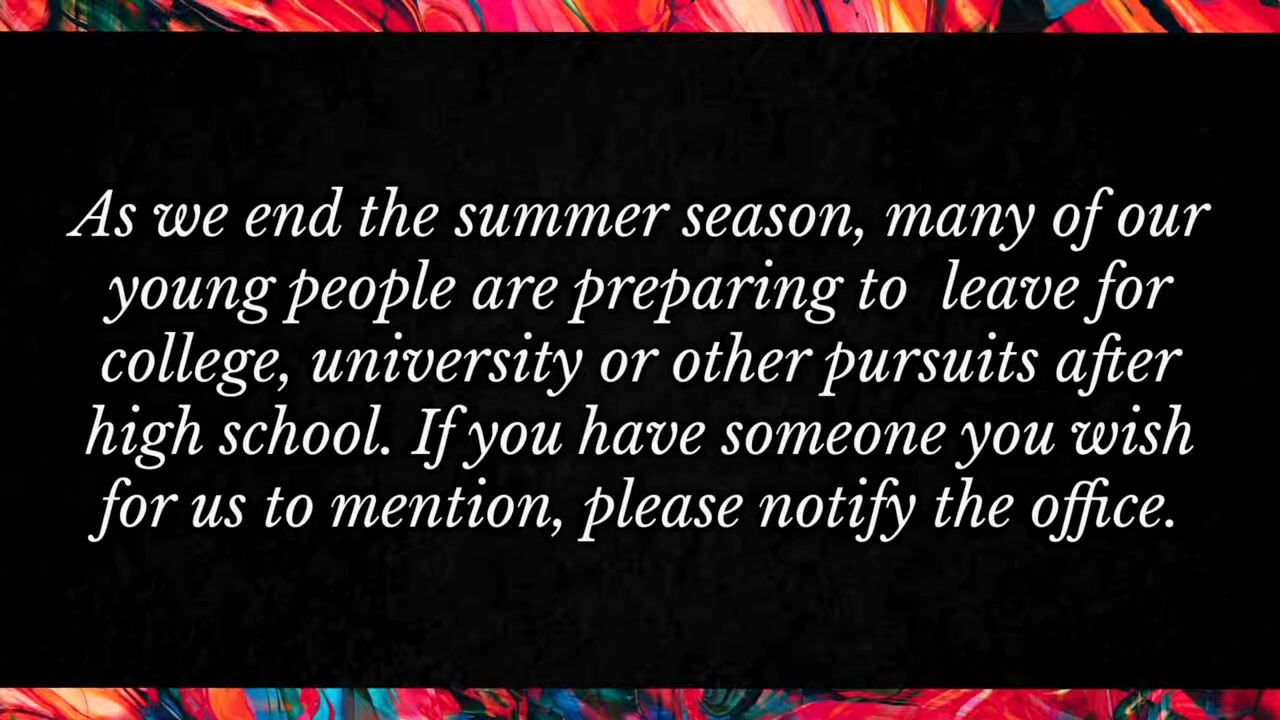 As we end the summer season, many of our
young people are preparing to  leave for
college, university or other pursuits after
high school. If you have someone you wish
for us to mention, please notify the office.